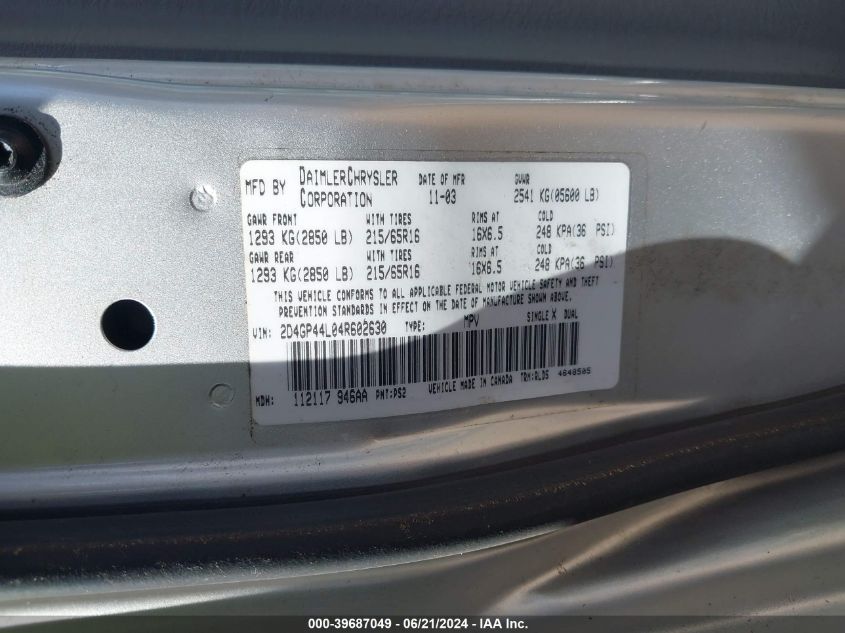 MFD BY DAIMLERCHRYSLER CORPORATION DATE OF MFR 11-03 GVWR 2541 KG(05600 LB)
GAWR FRONT WITH TIRES RIMS AT COLD
1293 KG(2850 LB) 215/65R16 16X6.5 248 KPA(36 PSI)
GAWR REAR WITH TIRES RIMS AT COLD
1293 KG(2850 LB) 215/65R16 16X6.5 248 KPA(36 PSI)
THIS VEHICLE CONFORMS TO ALL APPLICABLE FEDERAL MOTOR VEHICLE SAFETY AND THEFT
PREVENTION STANDARDS IN EFFECT ON THE DATE OF MANUFACTURE SHOWN ABOVE.
VIN: 2D4GP44L04R602630 TYPE: MPV SINGLE X DUAL
MDH: 112117 946AA PNT:PS2 VEHICLE MADE IN CANADA TRM:RLDS 4648505
000-39687049 - 06/21/2024 - IAA Inc.